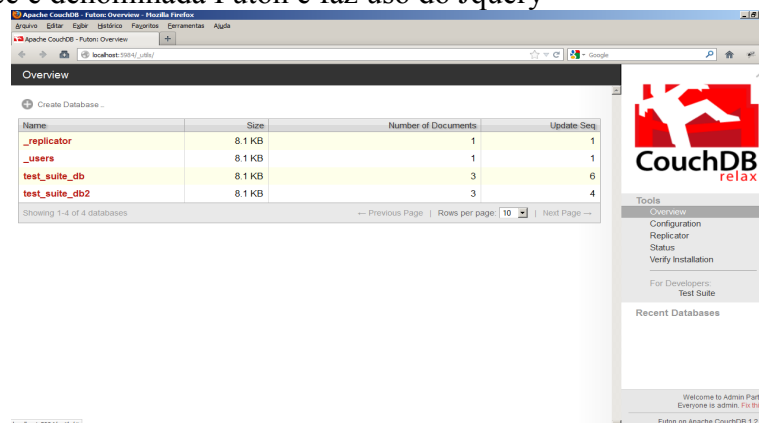 ce é denominada Futon e faz uso do Jquery
Apache CouchDB - Futon: Overview - Mozilla Firefox
Arquivo Editar Exibir Histórico Favoritos Ferramentas Ajuda
Apache CouchDB - Futon: Overview
localhost:5984/_utils/
Google
Overview
Create Database ..
Name Size Number of Documents Update Seq
_replicator 8.1 KB 1 1
_users 8.1 KB 1 1
test_suite_db 8.1 KB 3 6
test_suite_db2 8.1 KB 3 4
Showing 1-4 of 4 databases ← Previous Page | Rows per page: 10 | Next Page →
CouchDB
relax
Tools
Overview
Configuration
Replicator
Status
Verify Installation
For Developers:
Test Suite
Recent Databases
Welcome to Admin Part
Everyone is admin. Fix thi
Futon on Apache CouchDB 1.2